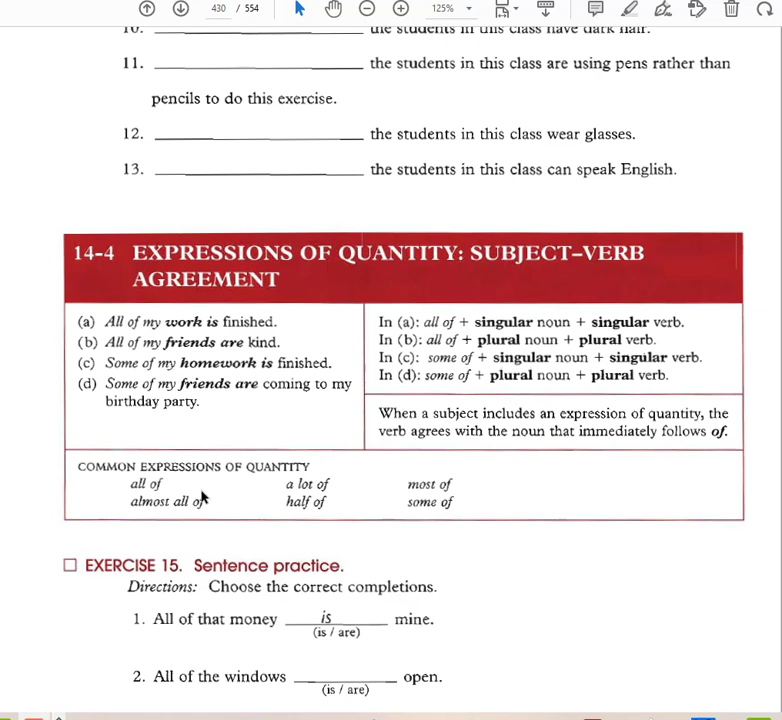 430 / 554 125%
10. ____ the students in this class have dark hair.
11. ____ the students in this class are using pens rather than
pencils to do this exercise.
12. ____ the students in this class wear glasses.
13. ____ the students in this class can speak English.
14-4 EXPRESSIONS OF QUANTITY: SUBJECT–VERB
AGREEMENT
(a) All of my work is finished.
(b) All of my friends are kind.
(c) Some of my homework is finished.
(d) Some of my friends are coming to my
birthday party.
In (a): all of + singular noun + singular verb.
In (b): all of + plural noun + plural verb.
In (c): some of + singular noun + singular verb.
In (d): some of + plural noun + plural verb.
When a subject includes an expression of quantity, the
verb agrees with the noun that immediately follows of.
COMMON EXPRESSIONS OF QUANTITY
all of a lot of most of
almost all of half of some of
EXERCISE 15. Sentence practice.
Directions: Choose the correct completions.
1. All of that money is mine.
(is / are)
2. All of the windows ____ open.
(is / are)